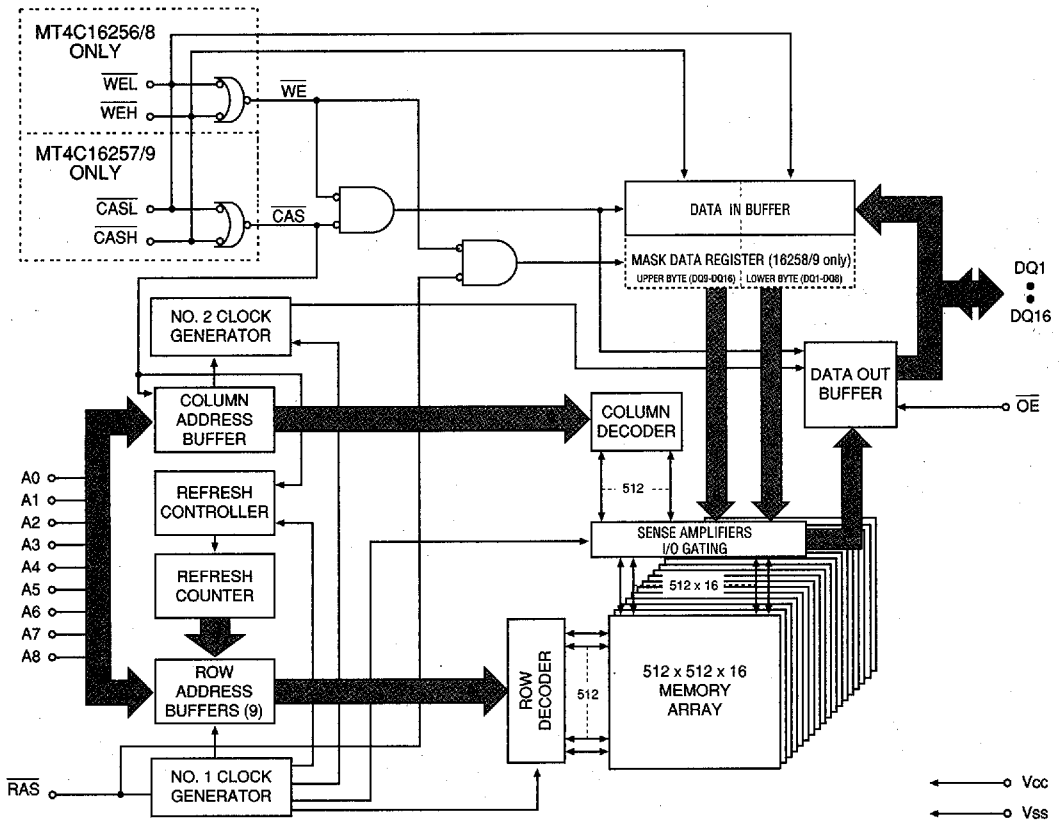 MT4C16256/8
ONLY
WEL
WEH
WE
MT4C16257/9
ONLY
CASL
CASH
CAS
DATA IN BUFFER
MASK DATA REGISTER (16258/9 only)
UPPER BYTE (DQ9-DQ16)
LOWER BYTE (DQ1-DQ8)
DQ1
DQ16
NO. 2 CLOCK
GENERATOR
DATA OUT
BUFFER
OE
COLUMN
ADDRESS
BUFFER
COLUMN
DECODER
512
A0
A1
A2
A3
A4
A5
A6
A7
A8
REFRESH
CONTROLLER
REFRESH
COUNTER
SENSE AMPLIFIERS
I/O GATING
512 x 16
ROW
ADDRESS
BUFFERS (9)
ROW
DECODER
512
512 x 512 x 16
MEMORY
ARRAY
RAS
NO. 1 CLOCK
GENERATOR
Vcc
Vss